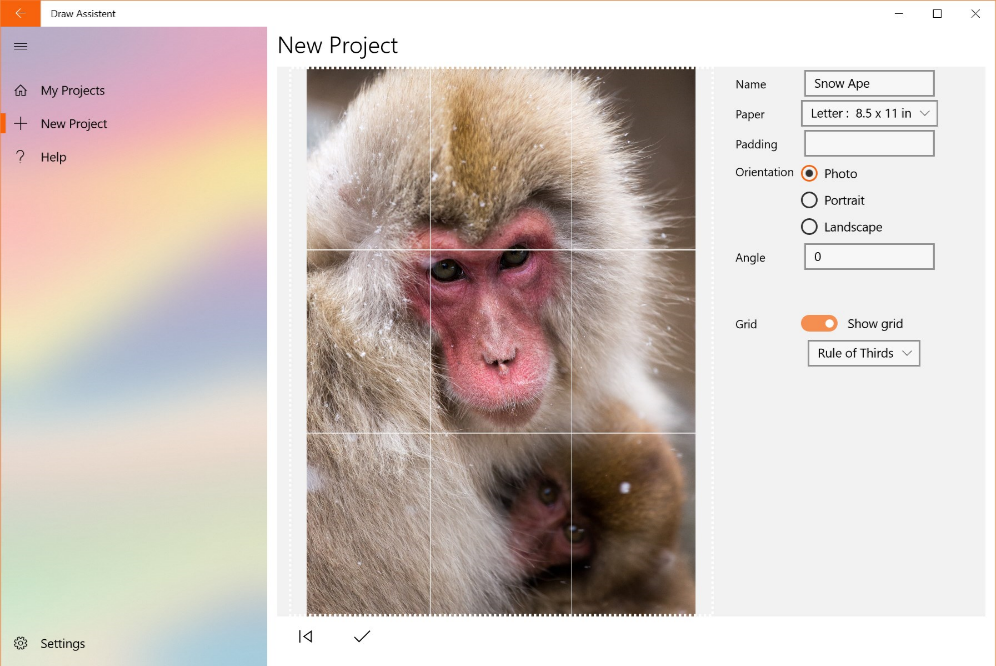 Draw Assistent
New Project
My Projects
New Project
Help
Settings
Name
Snow Ape
Paper
Letter : 8.5 x 11 in
Padding
Orientation
Photo
Portrait
Landscape
Angle
0
Grid
Show grid
Rule of Thirds